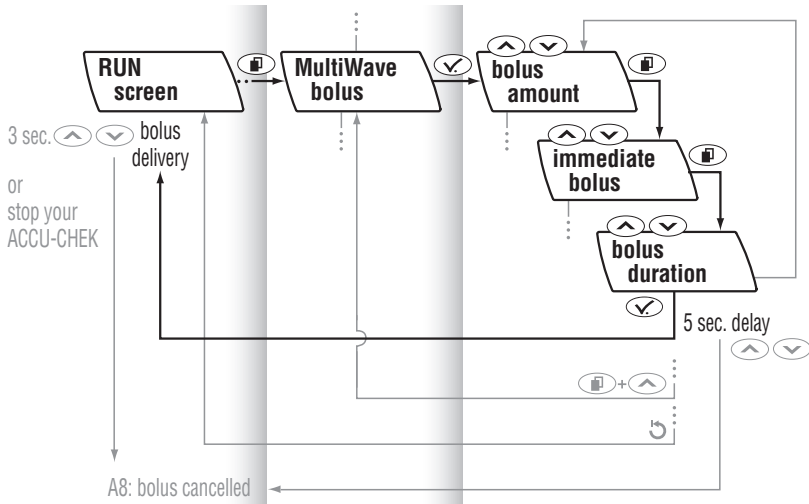 RUN
screen
MultiWave
bolus
bolus
amount
3 sec.
bolus
delivery
immediate
bolus
or
stop your
ACCU-CHEK
bolus
duration
5 sec. delay
+
A8: bolus cancelled